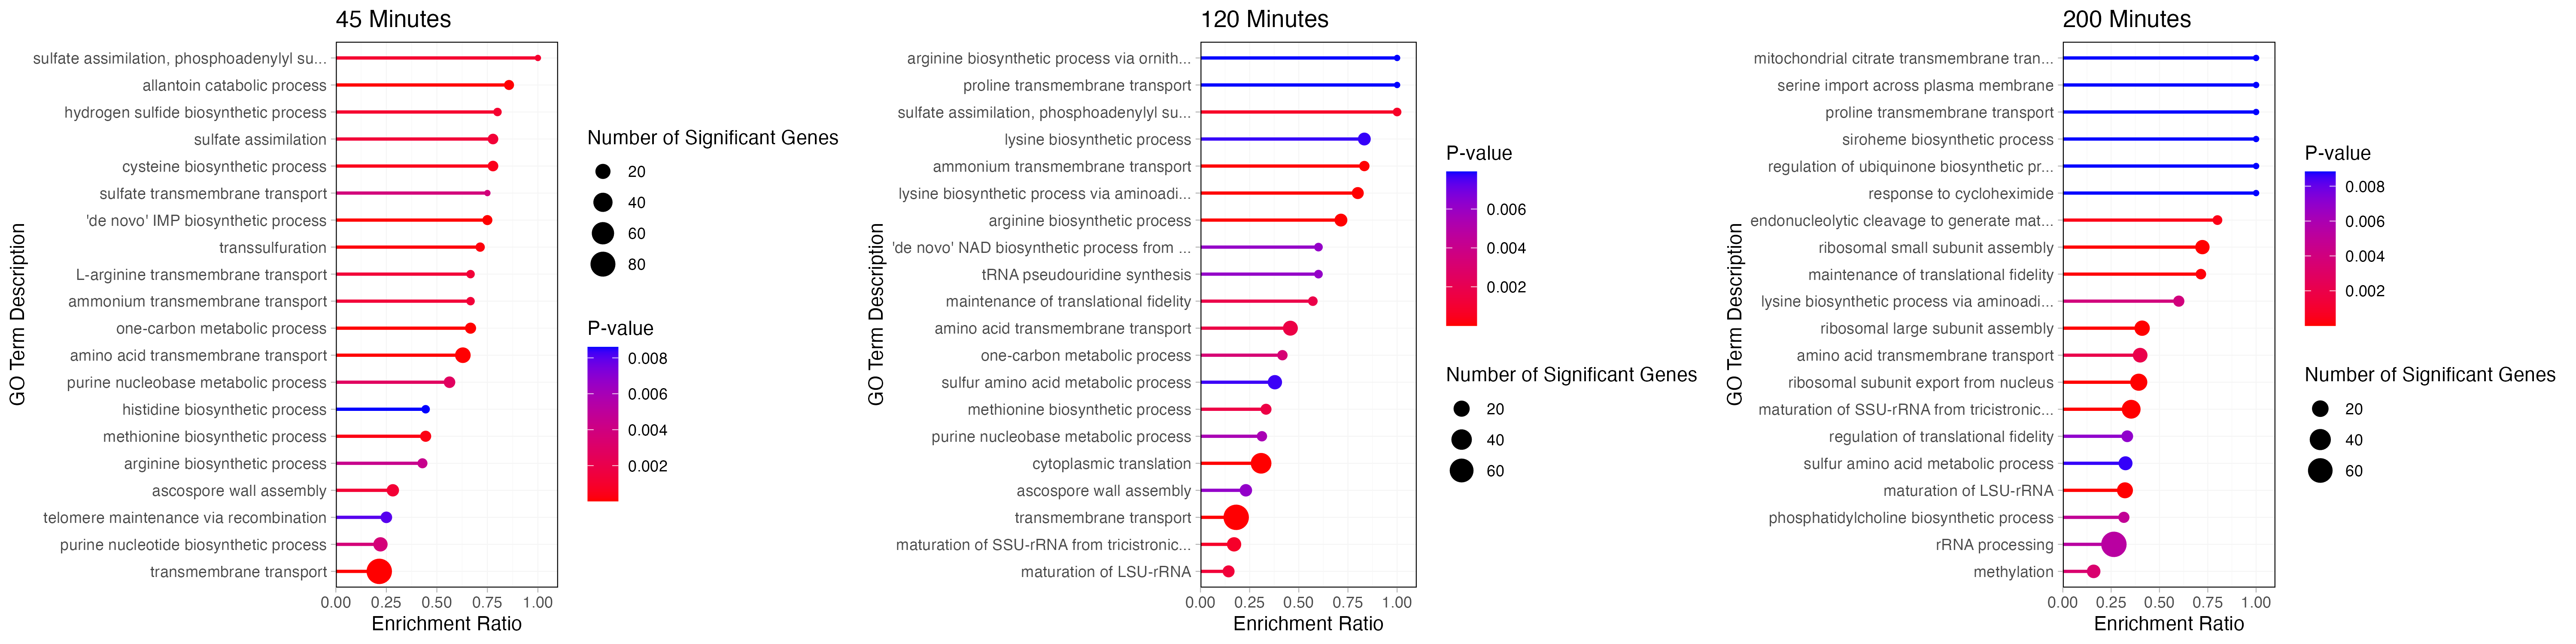 45 Minutes
GO Term Description
sulfate assimilation, phosphoadenylyl su...
allantoin catabolic process
hydrogen sulfide biosynthetic process
sulfate assimilation
cysteine biosynthetic process
sulfate transmembrane transport
'de novo' IMP biosynthetic process
transsulfuration
L-arginine transmembrane transport
ammonium transmembrane transport
one-carbon metabolic process
amino acid transmembrane transport
purine nucleobase metabolic process
histidine biosynthetic process
methionine biosynthetic process
arginine biosynthetic process
ascospore wall assembly
telomere maintenance via recombination
purine nucleotide biosynthetic process
transmembrane transport
0.00 0.25 0.50 0.75 1.00
Enrichment Ratio
Number of Significant Genes
20
40
60
80
P-value
0.008
0.006
0.004
0.002
120 Minutes
GO Term Description
arginine biosynthetic process via ornith...
proline transmembrane transport
sulfate assimilation, phosphoadenylyl su...
lysine biosynthetic process
ammonium transmembrane transport
lysine biosynthetic process via aminoadi...
arginine biosynthetic process
'de novo' NAD biosynthetic process from ...
tRNA pseudouridine synthesis
maintenance of translational fidelity
amino acid transmembrane transport
one-carbon metabolic process
sulfur amino acid metabolic process
methionine biosynthetic process
purine nucleobase metabolic process
cytoplasmic translation
ascospore wall assembly
transmembrane transport
maturation of SSU-rRNA from tricistronic...
maturation of LSU-rRNA
0.00 0.25 0.50 0.75 1.00
Enrichment Ratio
P-value
0.006
0.004
0.002
Number of Significant Genes
20
40
60
200 Minutes
GO Term Description
mitochondrial citrate transmembrane tran...
serine import across plasma membrane
proline transmembrane transport
siroheme biosynthetic process
regulation of ubiquinone biosynthetic pr...
response to cycloheximide
endonucleolytic cleavage to generate mat...
ribosomal small subunit assembly
maintenance of translational fidelity
lysine biosynthetic process via aminoadi...
ribosomal large subunit assembly
amino acid transmembrane transport
ribosomal subunit export from nucleus
maturation of SSU-rRNA from tricistronic...
regulation of translational fidelity
sulfur amino acid metabolic process
maturation of LSU-rRNA
phosphatidylcholine biosynthetic process
rRNA processing
methylation
0.00 0.25 0.50 0.75 1.00
Enrichment Ratio
P-value
0.008
0.006
0.004
0.002
Number of Significant Genes
20
40
60